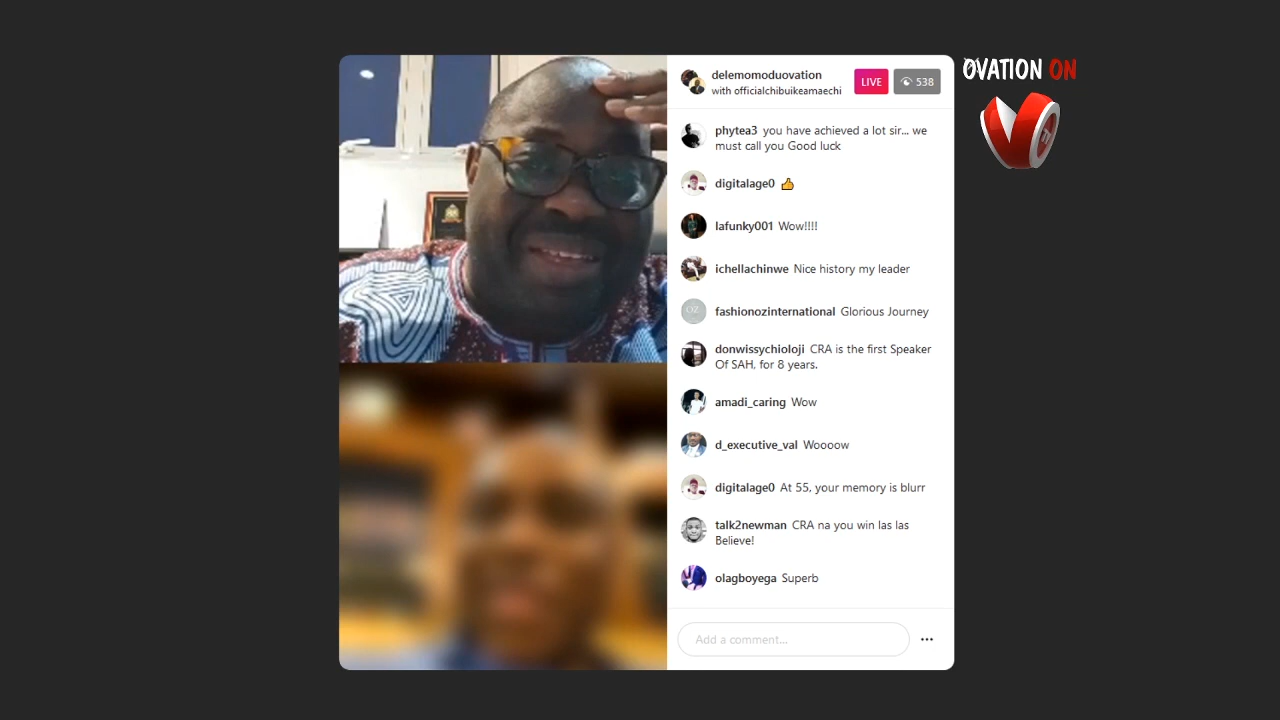 delemomoduovation
with officialchibuikeamaechi
LIVE
538
OVATION ON
phytea3 you have achieved a lot sir... we
must call you Good luck
digitalage0 👍
lafunky001 Wow!!!!
ichellachinwe Nice history my leader
OZ
fashionozinternational Glorious Journey
donwissychioloji CRA is the first Speaker
Of SAH, for 8 years.
amadi_caring Wow
d_executive_val Woooow
digitalage0 At 55, your memory is blurr
talk2newman CRA na you win las las
Believe!
olagboyega Superb
Add a comment...